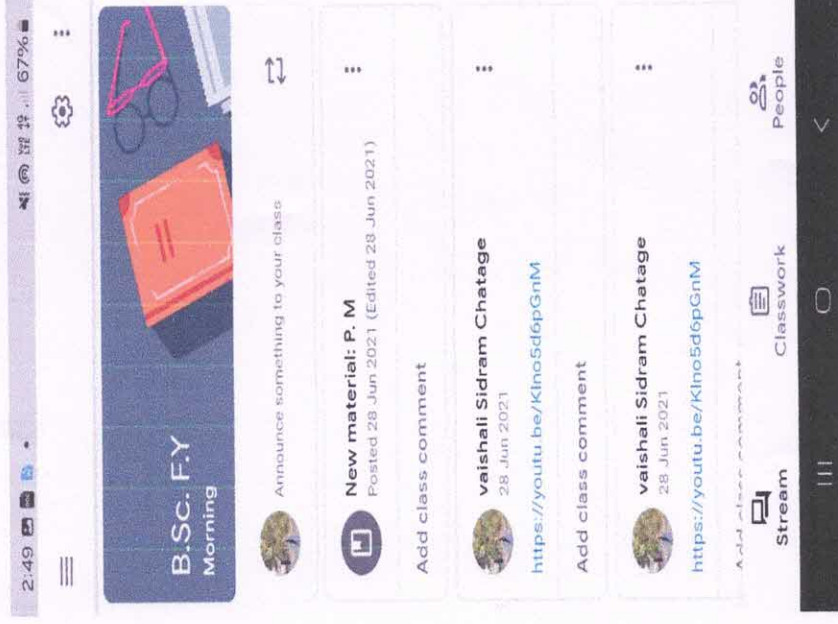 2:49
67%
B.Sc. F.Y
Morning
Announce something to your class
New material: P. M
Posted 28 Jun 2021 (Edited 28 Jun 2021)
Add class comment
vaishali Sidram Chatage
28 Jun 2021
https://youtu.be/KIno5d6pGnM
Add class comment
vaishali Sidram Chatage
28 Jun 2021
https://youtu.be/KIno5d6pGnM
Stream
Classwork
People